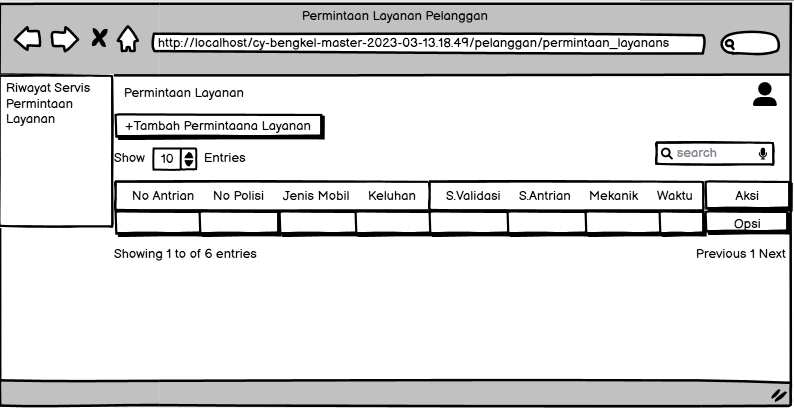 Permintaan Layanan Pelanggan
http://localhost/cy-bengkel-master-2023-03-13.18.49/pelanggan/permintaan_layanans
Riwayat Servis
Permintaan
Layanan
Permintaan Layanan
+Tambah Permintaana Layanan
Show 10 Entries
search
No Antrian No Polisi Jenis Mobil Keluhan S.Validasi S.Antrian Mekanik Waktu Aksi
Opsi
Showing 1 to of 6 entries
Previous 1 Next